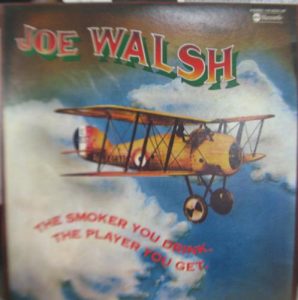 JOE WALSH
THE SMOKER YOU DRINK,
THE PLAYER YOU GET.